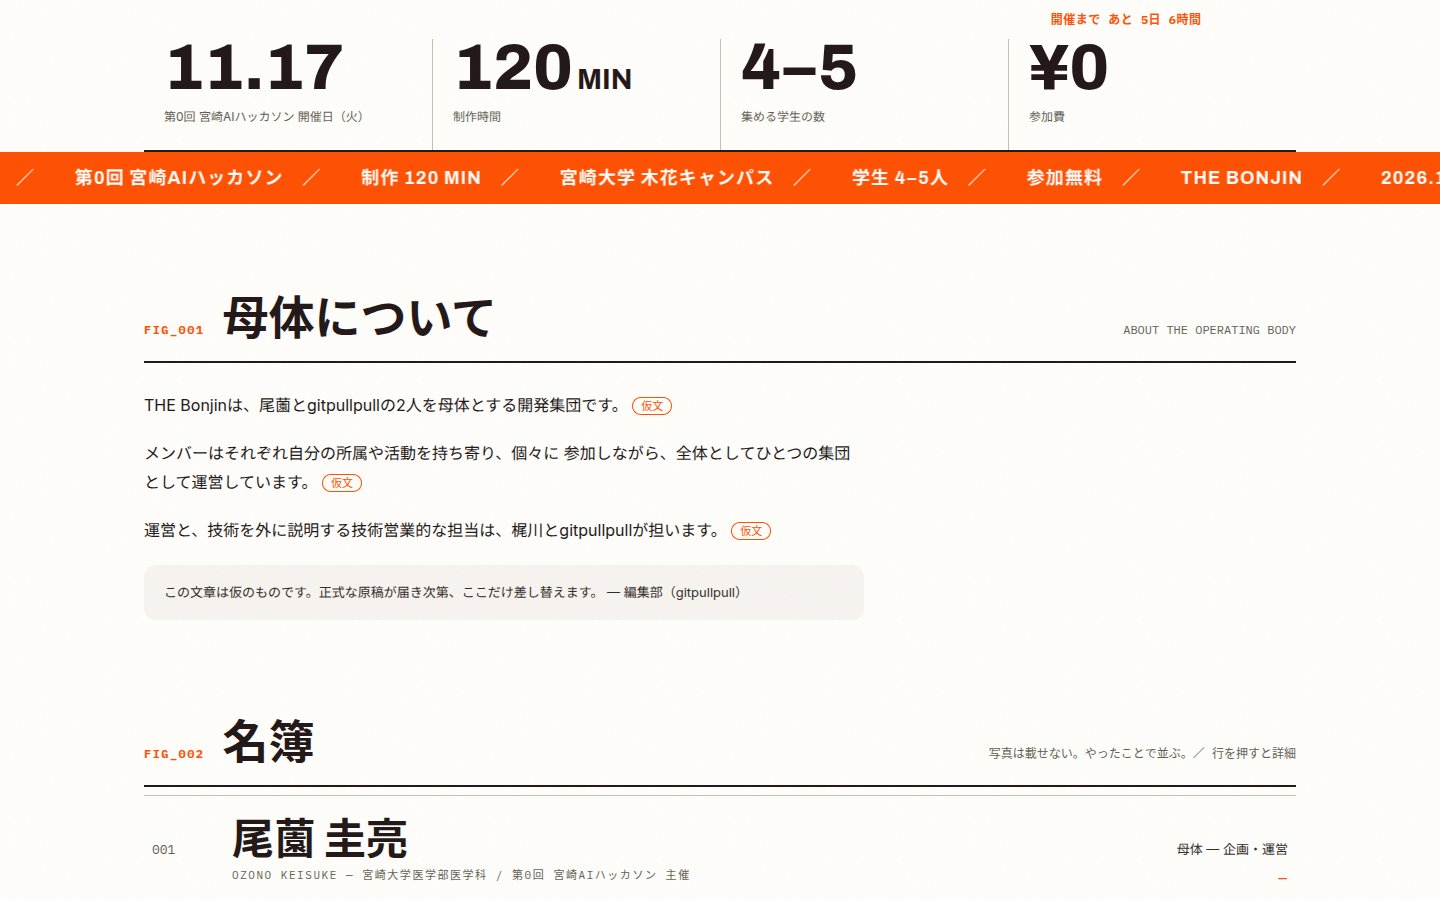 開催まで あと 5日 6時間
11.17
第0回 宮崎AIハッカソン 開催日（火）
120 MIN
制作時間
4–5
集める学生の数
¥0
参加費
／ 第0回 宮崎AIハッカソン ／ 制作 120 MIN ／ 宮崎大学 木花キャンパス ／ 学生 4–5人 ／ 参加無料 ／ THE BONJIN ／ 2026.1
FIG_001 母体について
ABOUT THE OPERATING BODY
THE Bonjinは、尾薗とgitpullpullの2人を母体とする開発集団です。 仮文
メンバーはそれぞれ自分の所属や活動を持ち寄り、個々に 参加しながら、全体としてひとつの集団
として運営しています。 仮文
運営と、技術を外に説明する技術営業的な担当は、梶川とgitpullpullが担います。 仮文
この文章は仮のものです。正式な原稿が届き次第、ここだけ差し替えます。 — 編集部（gitpullpull）
FIG_002 名簿
写真は載せない。やったことで並ぶ。／ 行を押すと詳細
001
尾薗 圭亮
母体 — 企画・運営
OZONO KEISUKE — 宮崎大学医学部医学科 / 第0回 宮崎AIハッカソン 主催
—